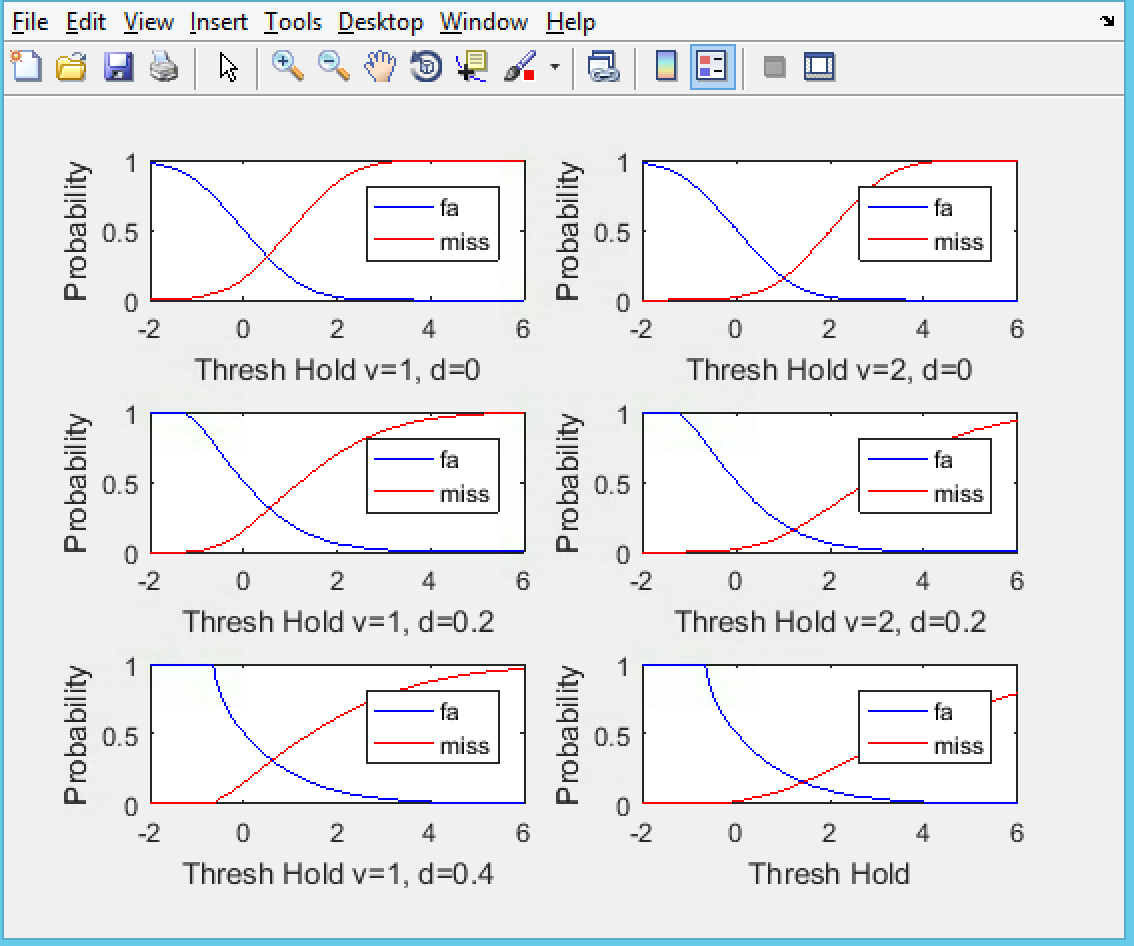 File Edit View Insert Tools Desktop Window Help
Probability
1
0.5
0
-2 0 2 4 6
fa
miss
Thresh Hold v=1, d=0
Probability
1
0.5
0
-2 0 2 4 6
fa
miss
Thresh Hold v=2, d=0
Probability
1
0.5
0
-2 0 2 4 6
fa
miss
Thresh Hold v=1, d=0.2
Probability
1
0.5
0
-2 0 2 4 6
fa
miss
Thresh Hold v=2, d=0.2
Probability
1
0.5
0
-2 0 2 4 6
fa
miss
Thresh Hold v=1, d=0.4
Probability
1
0.5
0
-2 0 2 4 6
fa
miss
Thresh Hold